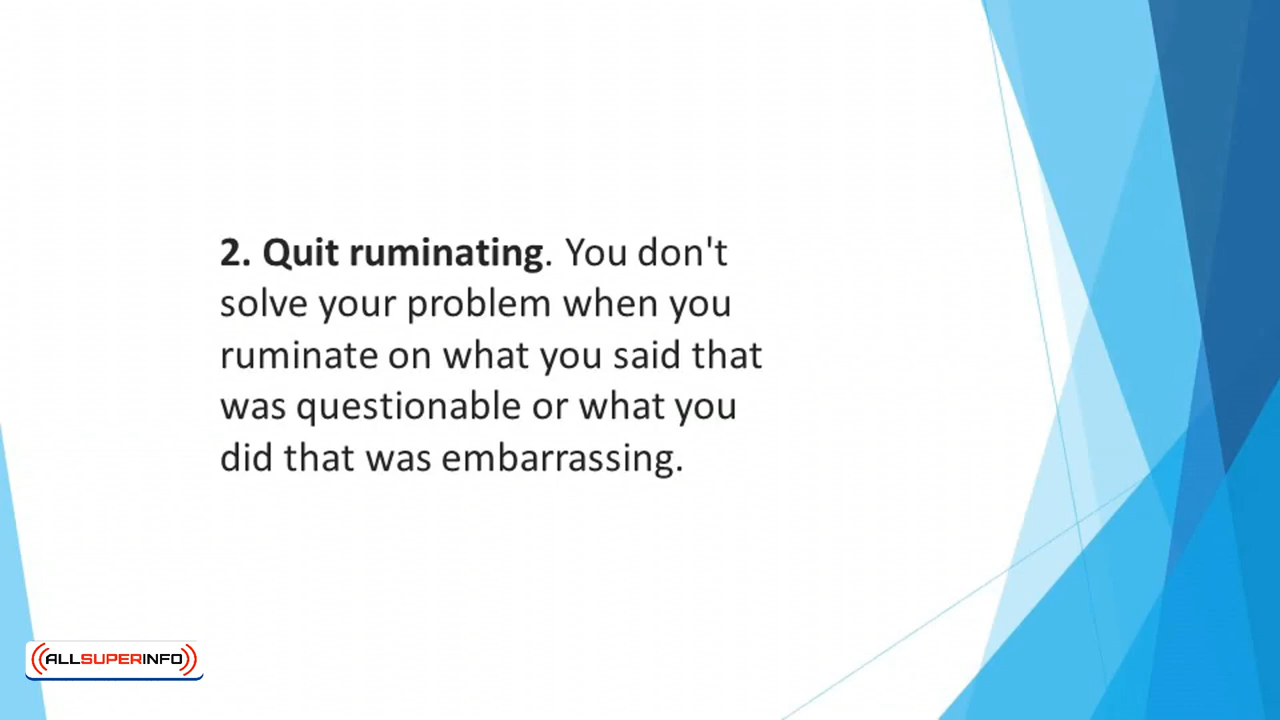 2. Quit ruminating. You don't
solve your problem when you
ruminate on what you said that
was questionable or what you
did that was embarrassing.
ALLSUPERINFO